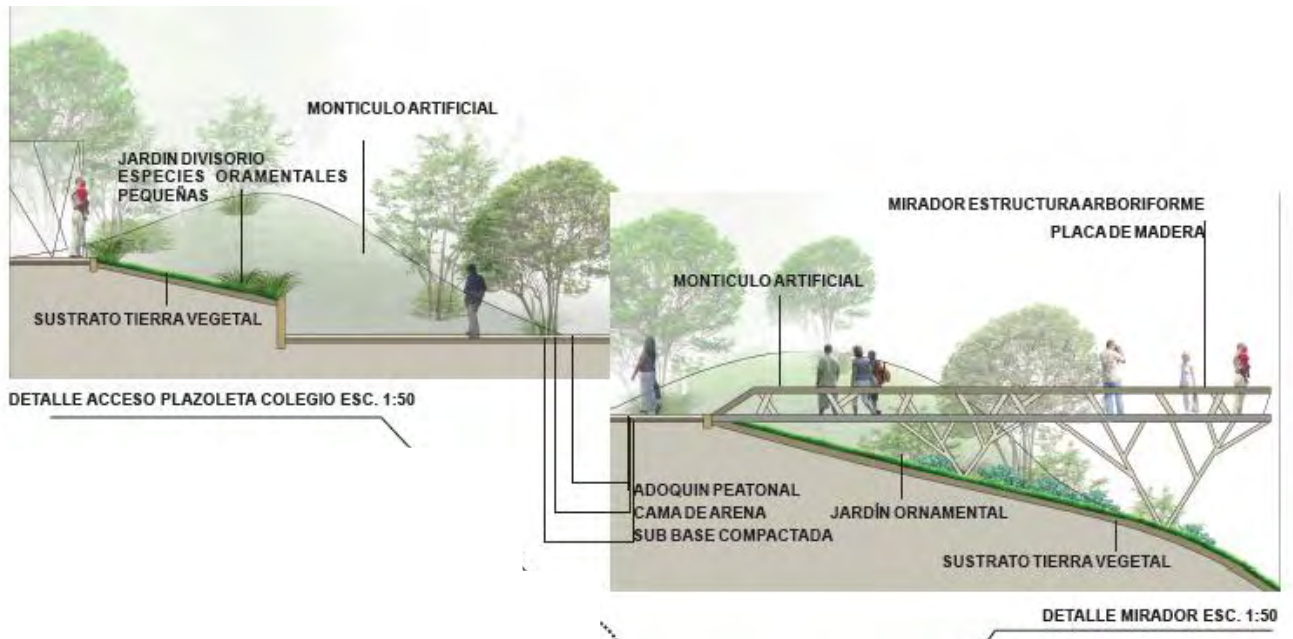 MONTICULO ARTIFICIAL
JARDIN DIVISORIO
ESPECIES ORAMENTALES
PEQUEÑAS
SUSTRATO TIERRA VEGETAL
DETALLE ACCESO PLAZOLETA COLEGIO ESC. 1:50
MIRADOR ESTRUCTURA ARBORIFORME
PLACA DE MADERA
MONTICULO ARTIFICIAL
ADOQUIN PEATONAL
CAMA DE ARENA
SUB BASE COMPACTADA
JARDÍN ORNAMENTAL
SUSTRATO TIERRA VEGETAL
DETALLE MIRADOR ESC. 1:50